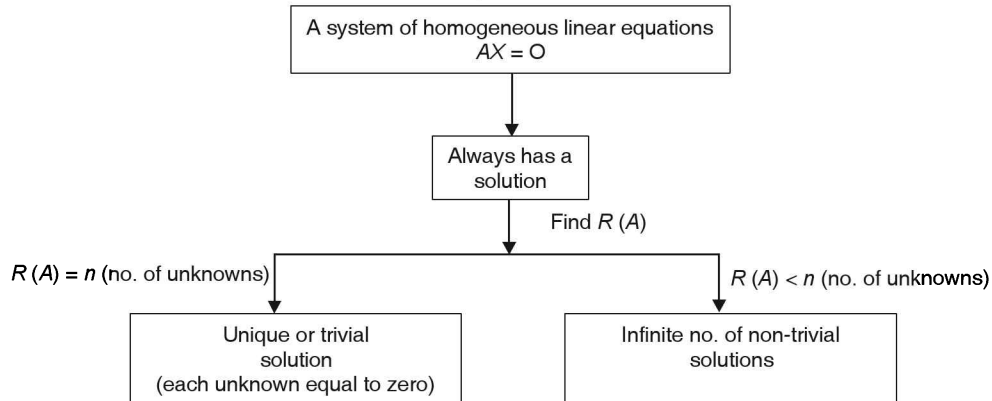 A system of homogeneous linear equations
AX = O
Always has a
solution
Find R (A)
R (A) = n (no. of unknowns)
R (A) < n (no. of unknowns)
Unique or trivial
solution
(each unknown equal to zero)
Infinite no. of non-trivial
solutions